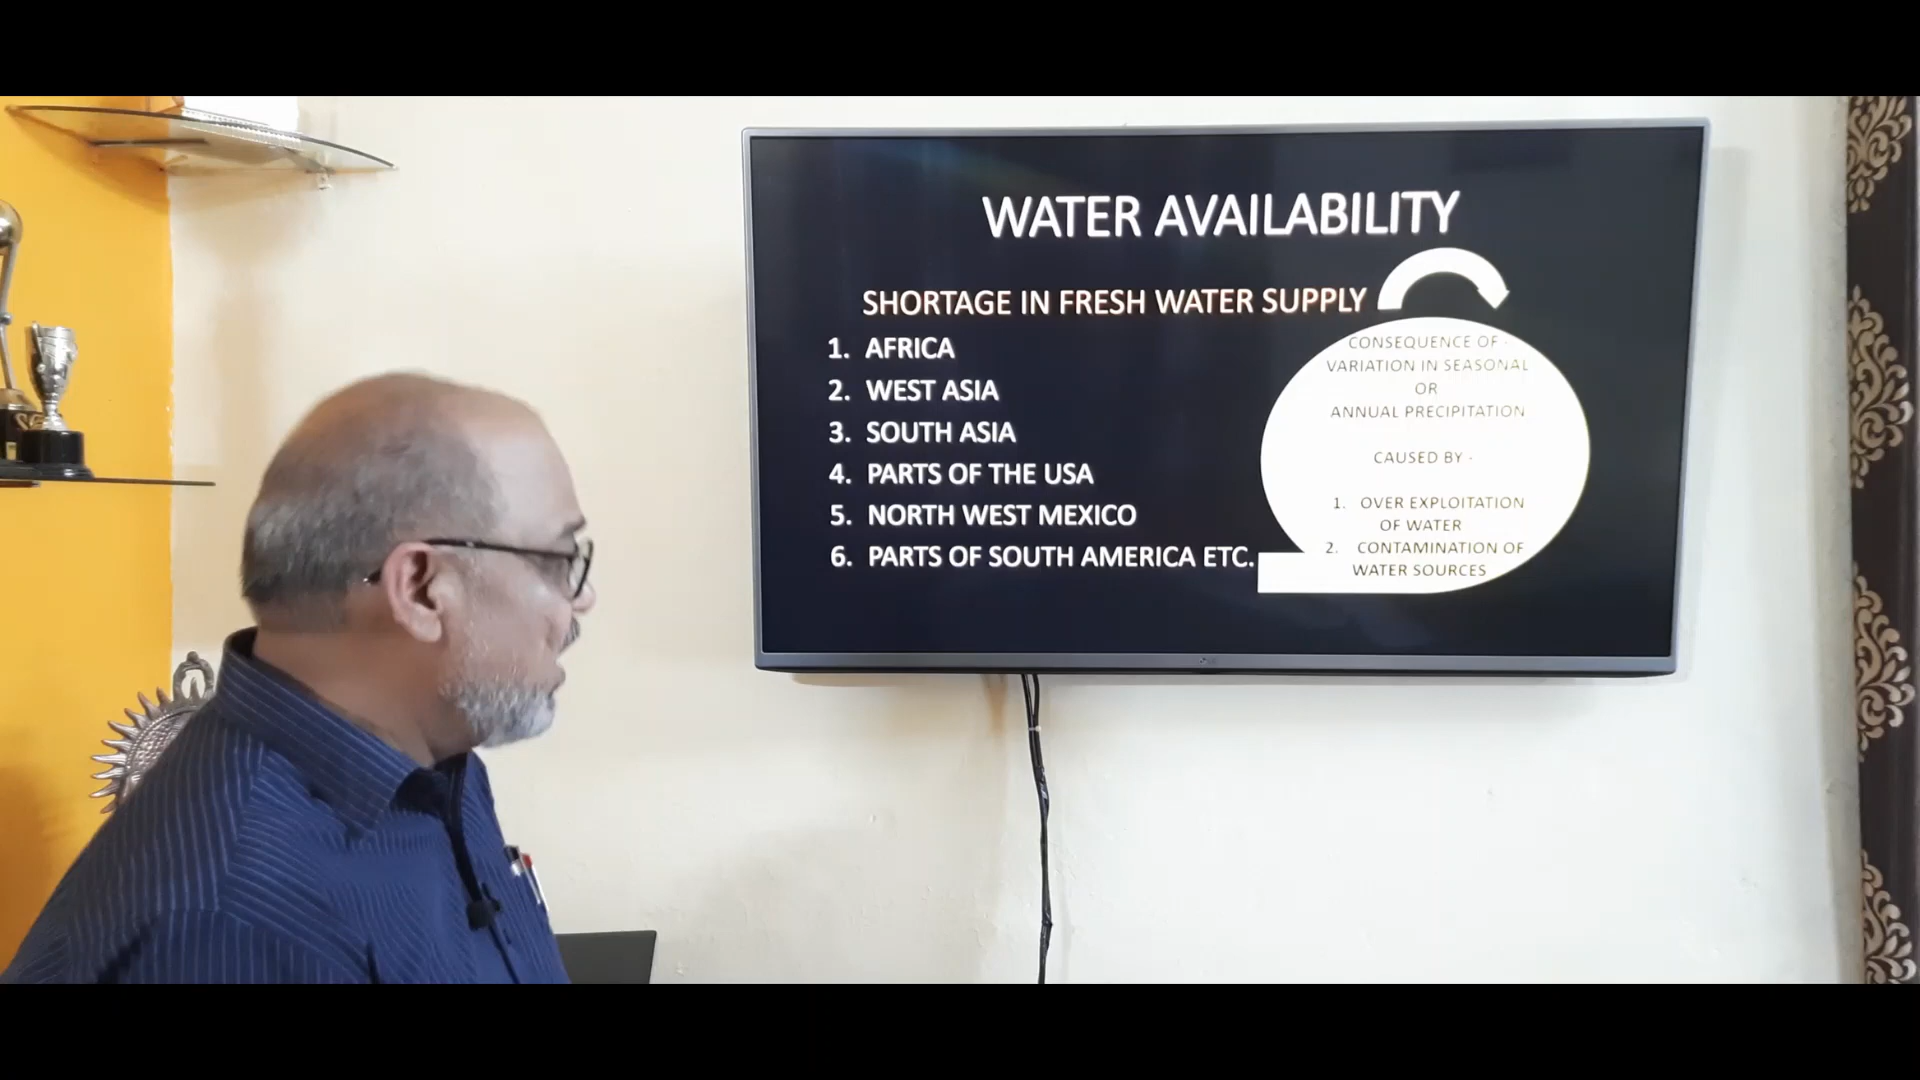 WATER AVAILABILITY
SHORTAGE IN FRESH WATER SUPPLY
1. AFRICA
2. WEST ASIA
3. SOUTH ASIA
4. PARTS OF THE USA
5. NORTH WEST MEXICO
6. PARTS OF SOUTH AMERICA ETC.
CONSEQUENCE OF -
VARIATION IN SEASONAL
OR
ANNUAL PRECIPITATION
CAUSED BY -
1. OVER EXPLOITATION
OF WATER
2. CONTAMINATION OF
WATER SOURCES